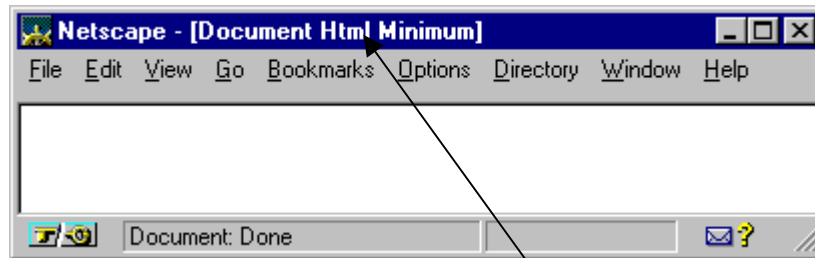 Netscape - [Document Html Minimum]
File Edit View Go Bookmarks Options Directory Window Help
Document: Done